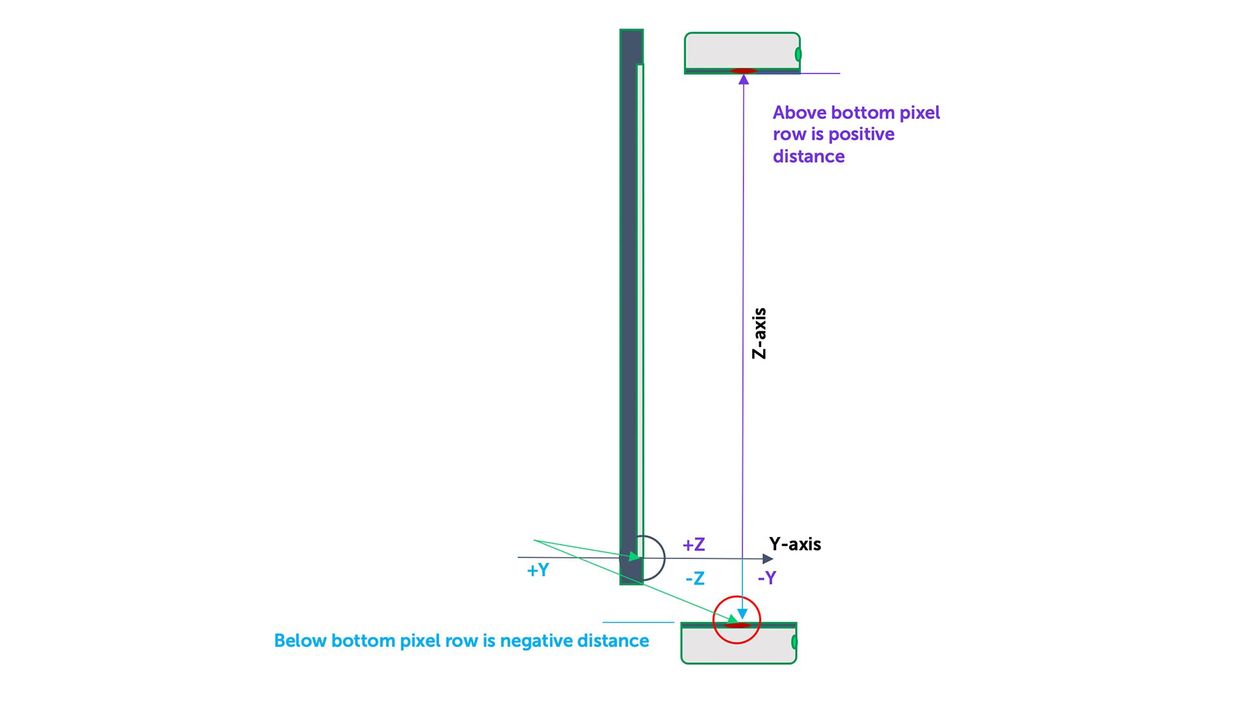 Above bottom pixel
row is positive
distance
Z-axis
+Z
Y-axis
+Y
-Z
-Y
Below bottom pixel row is negative distance